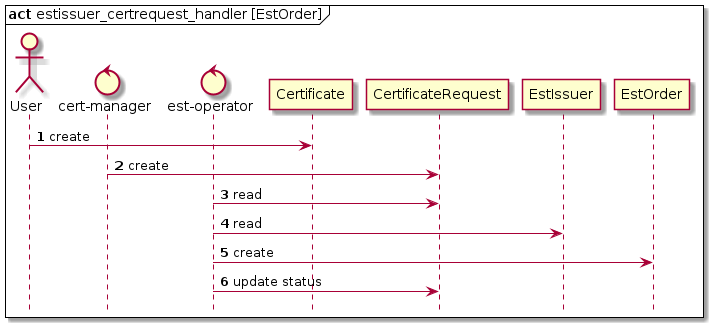 act estissuer_certrequest_handler [EstOrder]
User
cert-manager
est-operator
Certificate
CertificateRequest
EstIssuer
EstOrder
1 create
2 create
3 read
4 read
5 create
6 update status